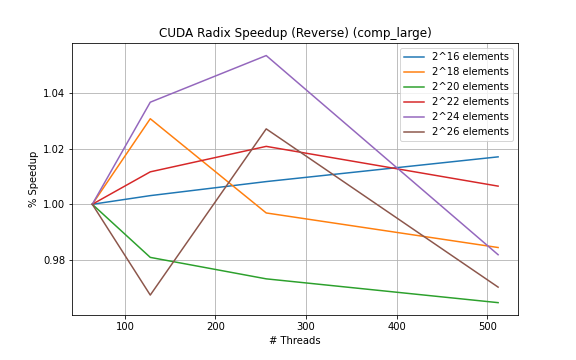 CUDA Radix Speedup (Reverse) (comp_large)
% Speedup
1.04
1.02
1.00
0.98
2^16 elements
2^18 elements
2^20 elements
2^22 elements
2^24 elements
2^26 elements
100
200
300
400
500
# Threads